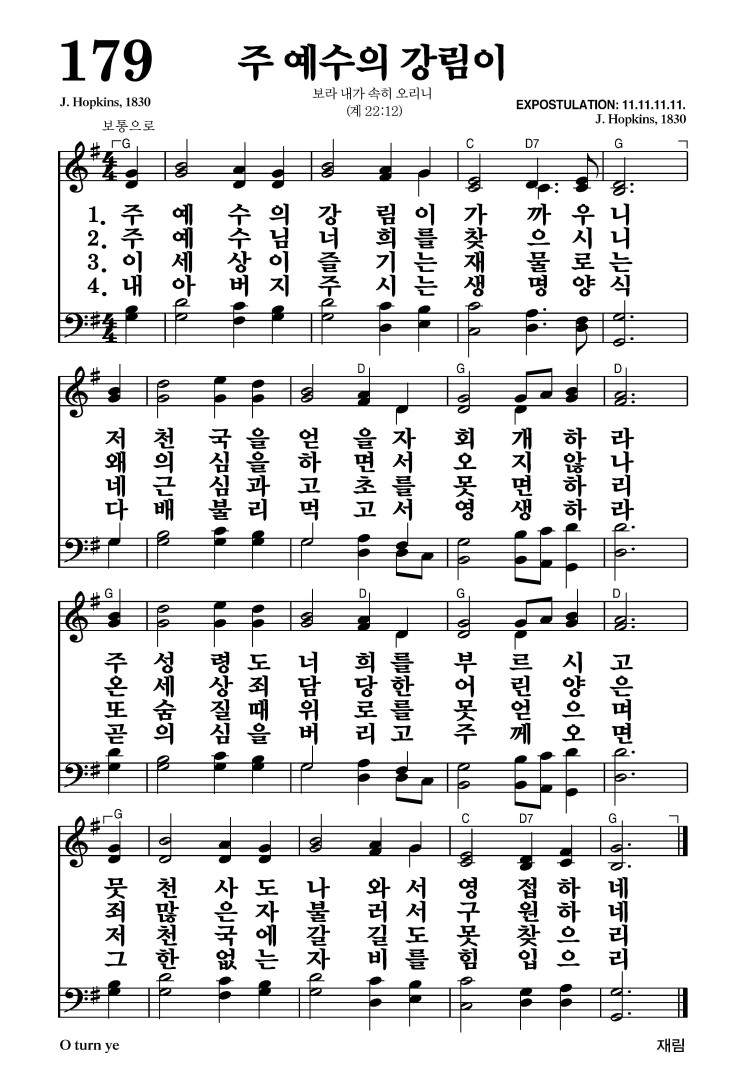 179 주 예수의 강림이
보라 내가 속히 오리니
(계 22:12)
J. Hopkins, 1830
EXPOSTULATION: 11.11.11.11.
J. Hopkins, 1830
보통으로
G C D7 G
1. 주 예 수 의 강 림 이 가 까 우 니
2. 주 예 수 님 너 희 를 찾 으 시 니
3. 이 세 상 이 즐 기 는 재 물 로 는
4. 내 아 버 지 주 시 는 생 명 양 식
D G D
저 천 국 을 얻 을 자 회 개 하 라
왜 의 심 을 하 면 서 오 지 않 나
네 근 심 과 고 초 를 못 면 하 리
다 배 불 리 먹 고 서 영 생 하 라
G D G D
주 성 령 도 너 희 를 부 르 시 고
온 세 상 죄 담 당 한 어 린 양 은
또 숨 질 때 위 로 를 못 얻 으 며
곧 의 심 을 버 리 고 주 께 오 면
G C D7 G
뭇 천 사 도 나 와 서 영 접 하 네
죄 많 은 자 불 러 서 구 원 하 네
저 천 국 에 갈 길 도 못 찾 으 리
그 한 없 는 자 비 를 힘 입 으 리
O turn ye
재림